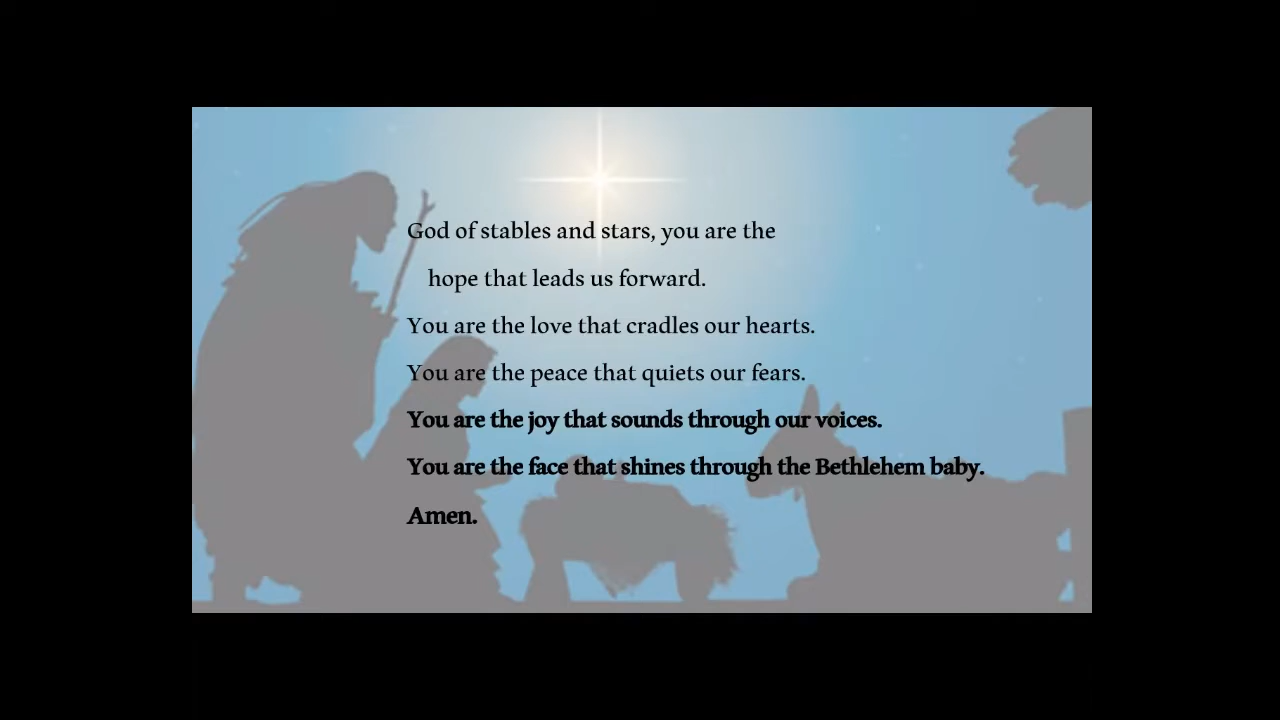 God of stables and stars, you are the
hope that leads us forward.
You are the love that cradles our hearts.
You are the peace that quiets our fears.
You are the joy that sounds through our voices.
You are the face that shines through the Bethlehem baby.
Amen.